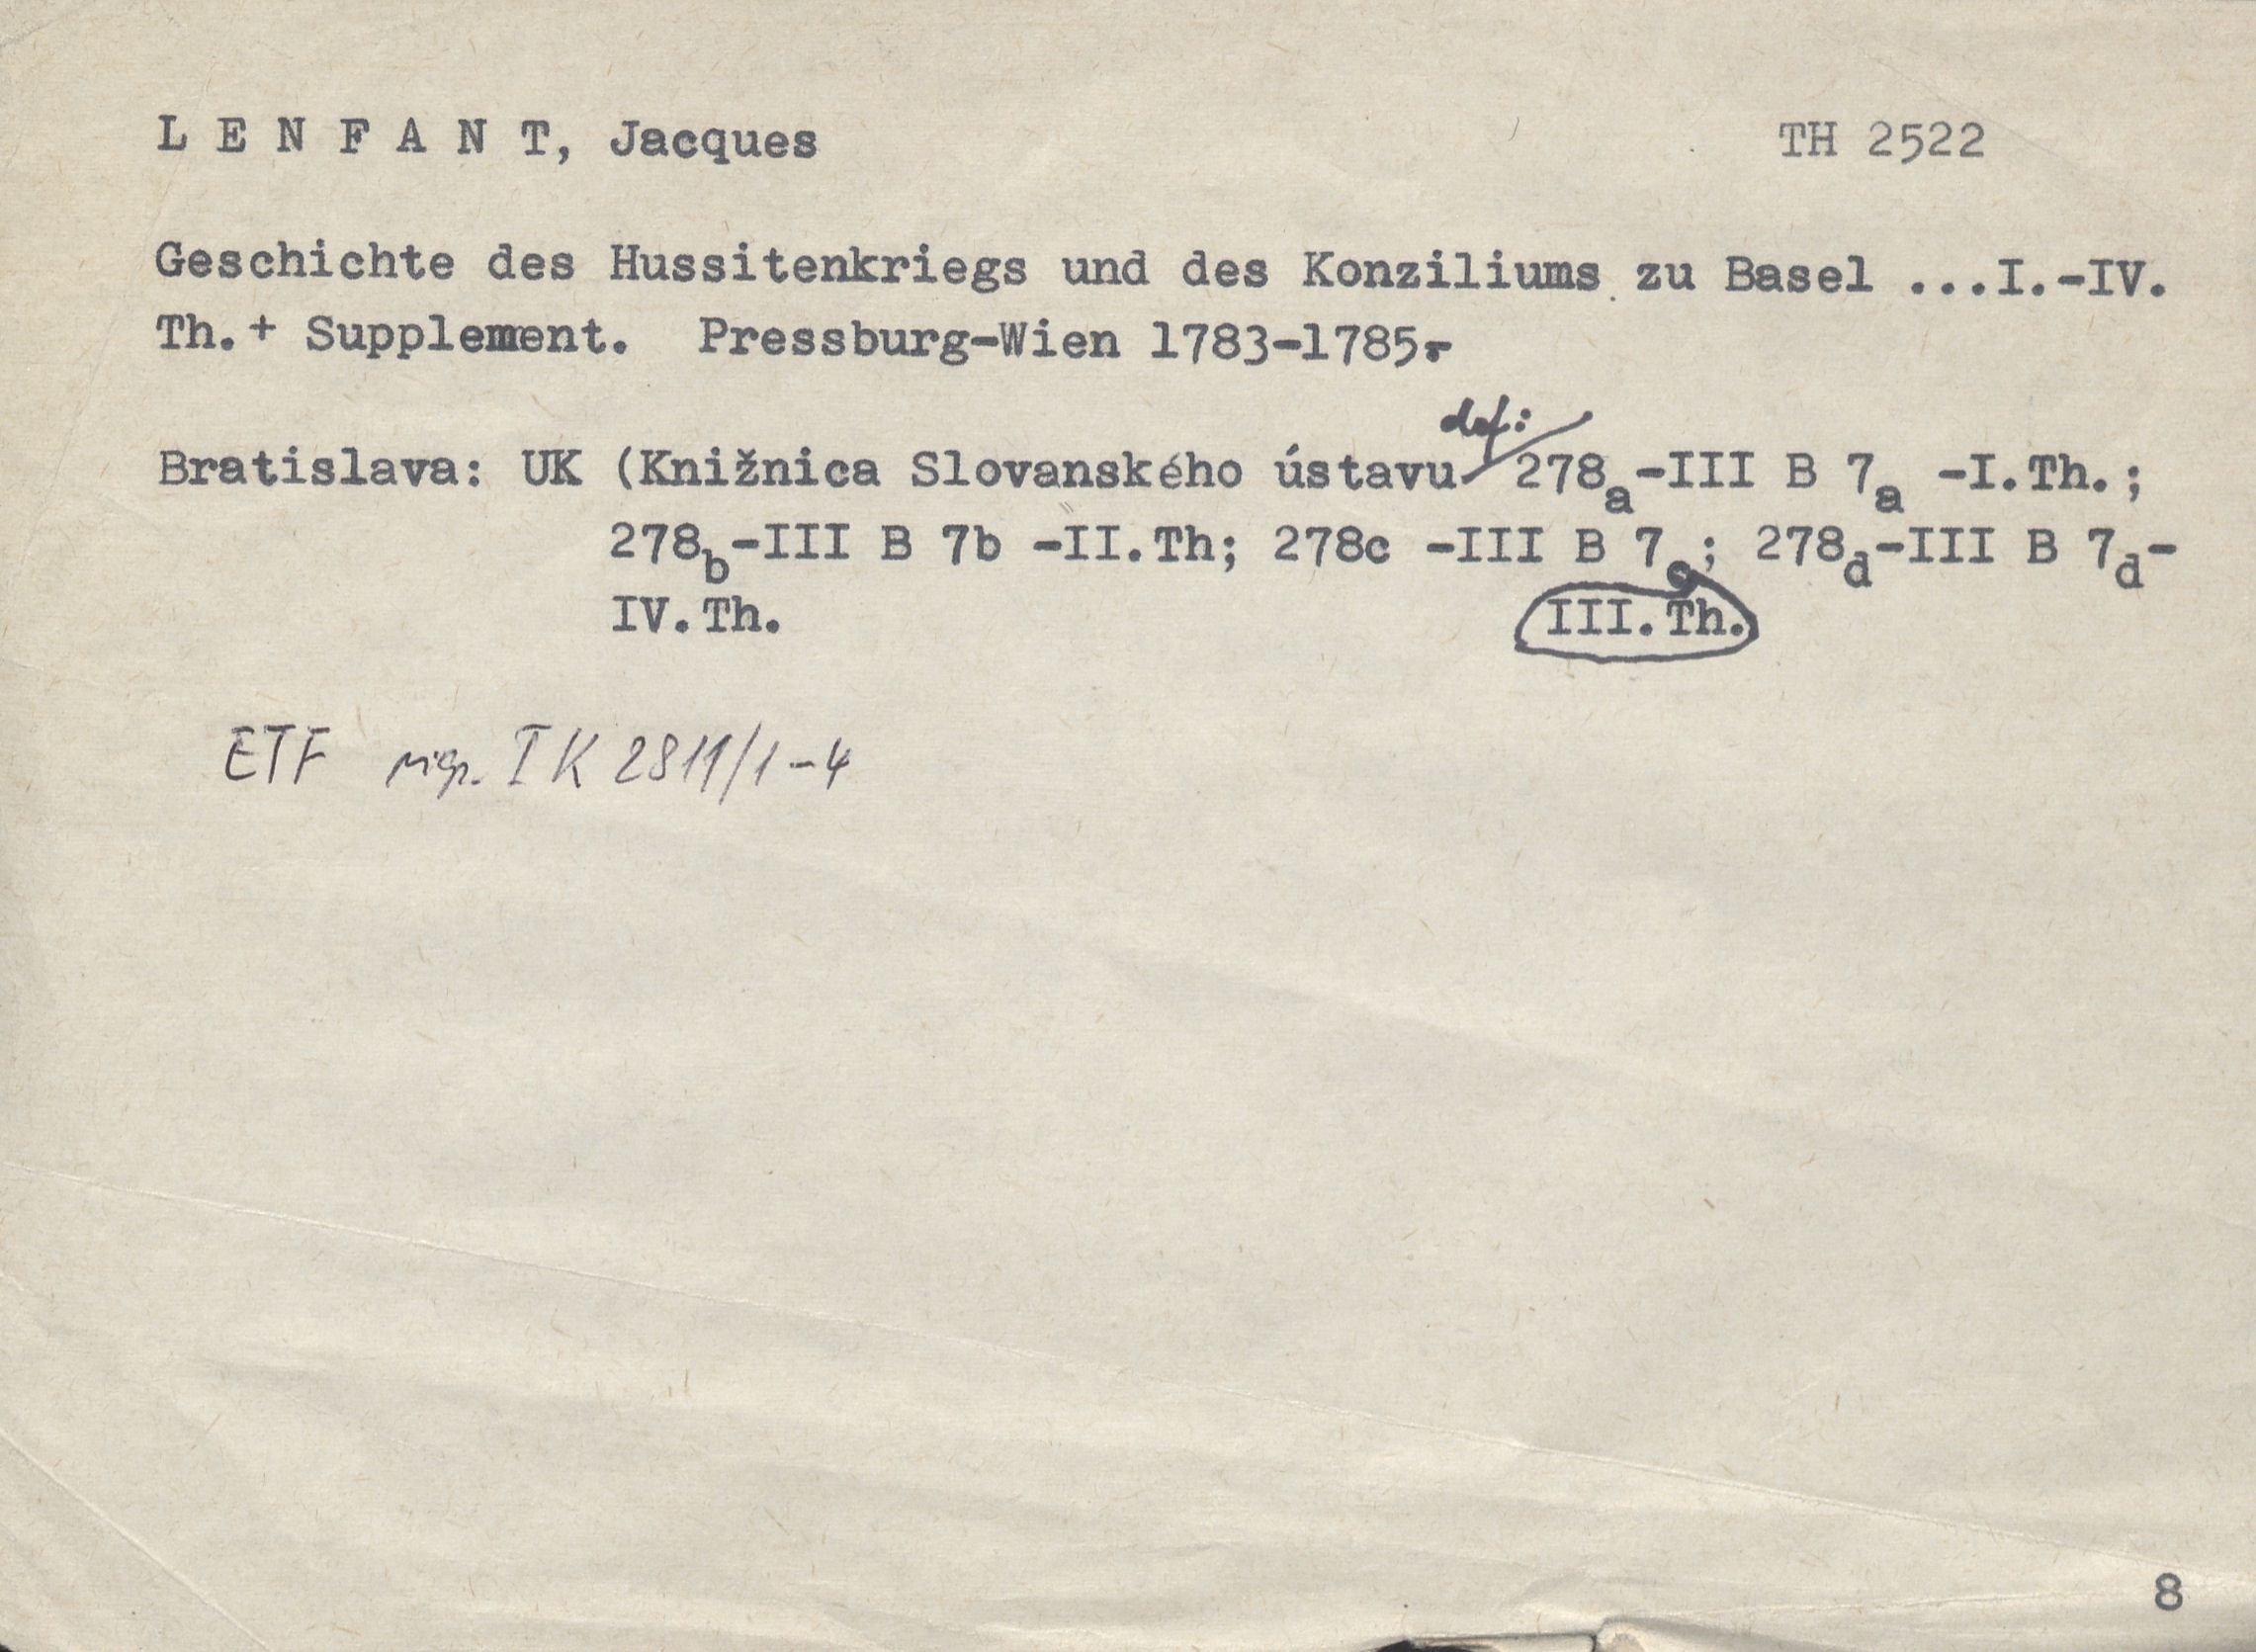 L E N F A N T, Jacques TH 2522
Geschichte des Hussitenkriegs und des Konziliums zu Basel ...I.-IV.
Th.+ Supplement. Pressburg-Wien 1783-1785.
def:
Bratislava: UK (Knižnica Slovanského ústavu 278a-III B 7a -I.Th.;
278b-III B 7b -II.Th; 278c -III B 7c; 278d-III B 7d-
IV.Th. III.Th.
ETF sign. I K 2811/1-4
8